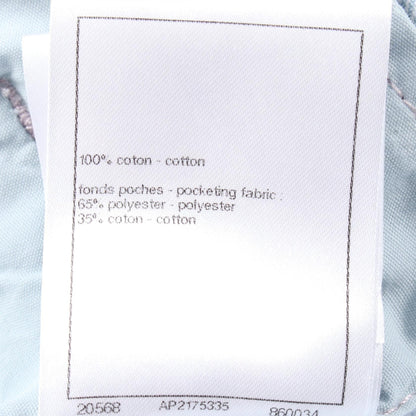 100% coton - cotton
fonds poches - pocketing fabric :
65% polyester - polyester
35% coton - cotton
20568 AP2175335 860034